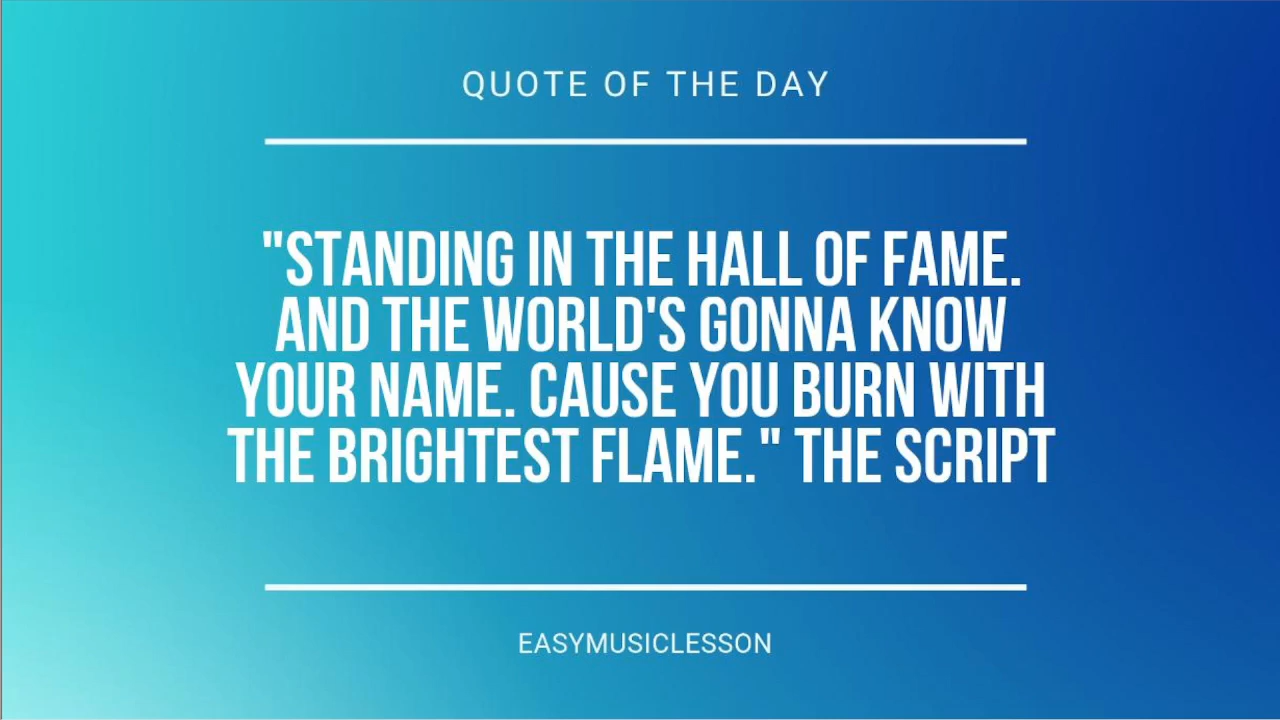 QUOTE OF THE DAY
"STANDING IN THE HALL OF FAME.
AND THE WORLD'S GONNA KNOW
YOUR NAME. CAUSE YOU BURN WITH
THE BRIGHTEST FLAME." THE SCRIPT
EASYMUSICLESSON